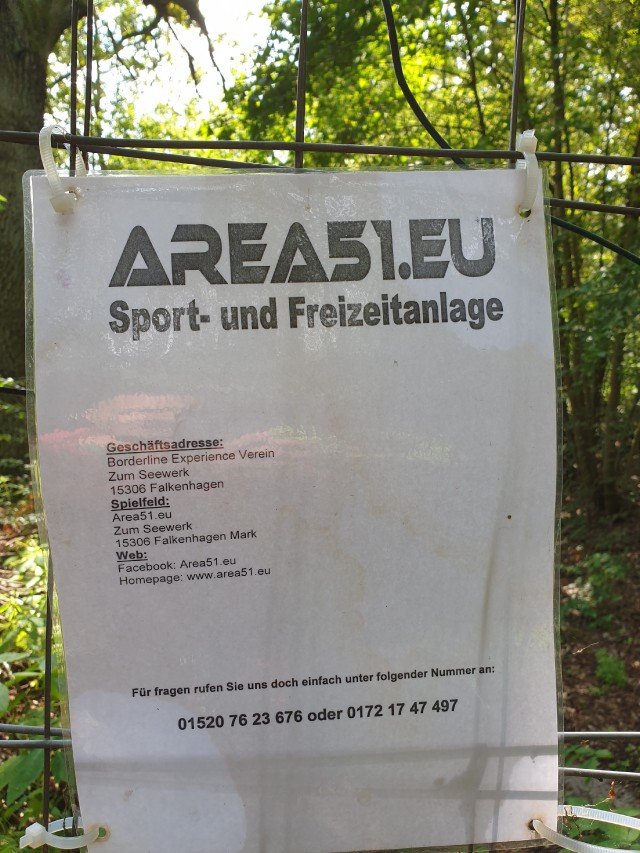 AREA51.EU
Sport- und Freizeitanlage
Geschäftsadresse:
Borderline Experience Verein
Zum Seewerk
15306 Falkenhagen
Spielfeld:
Area51.eu
Zum Seewerk
15306 Falkenhagen Mark
Web:
Facebook: Area51.eu
Homepage: www.area51.eu
Für fragen rufen Sie uns doch einfach unter folgender Nummer an:
01520 76 23 676 oder 0172 17 47 497